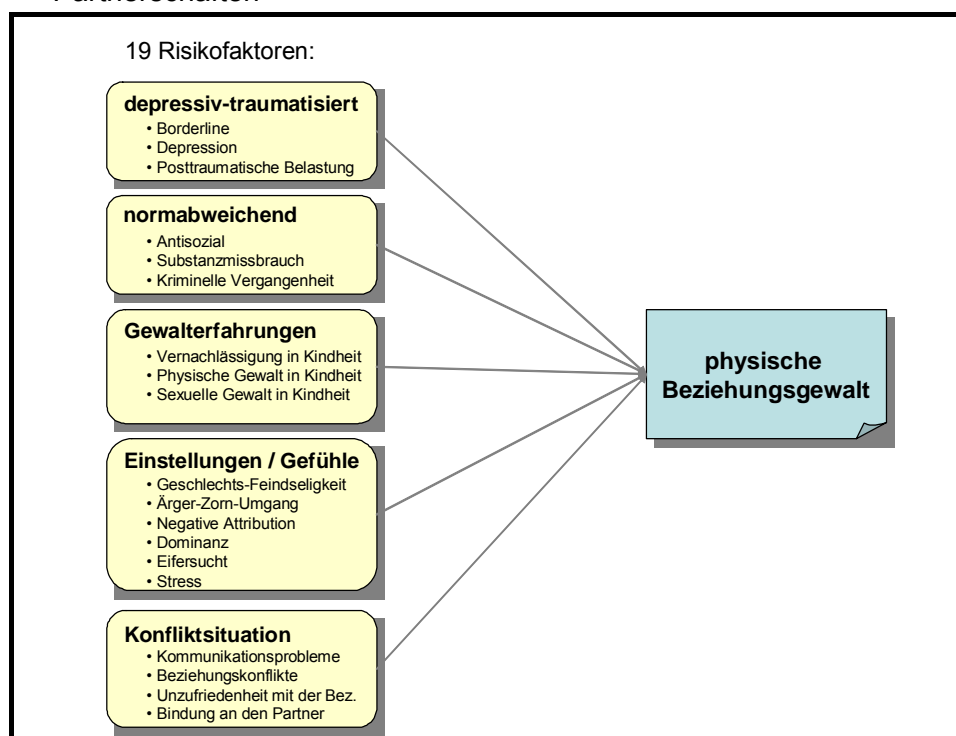 Partnerschaften
19 Risikofaktoren:
depressiv-traumatisiert
• Borderline
• Depression
• Posttraumatische Belastung
normabweichend
• Antisozial
• Substanzmissbrauch
• Kriminelle Vergangenheit
Gewalterfahrungen
• Vernachlässigung in Kindheit
• Physische Gewalt in Kindheit
• Sexuelle Gewalt in Kindheit
Einstellungen / Gefühle
• Geschlechts-Feindseligkeit
• Ärger-Zorn-Umgang
• Negative Attribution
• Dominanz
• Eifersucht
• Stress
Konfliktsituation
• Kommunikationsprobleme
• Beziehungskonflikte
• Unzufriedenheit mit der Bez.
• Bindung an den Partner
physische
Beziehungsgewalt